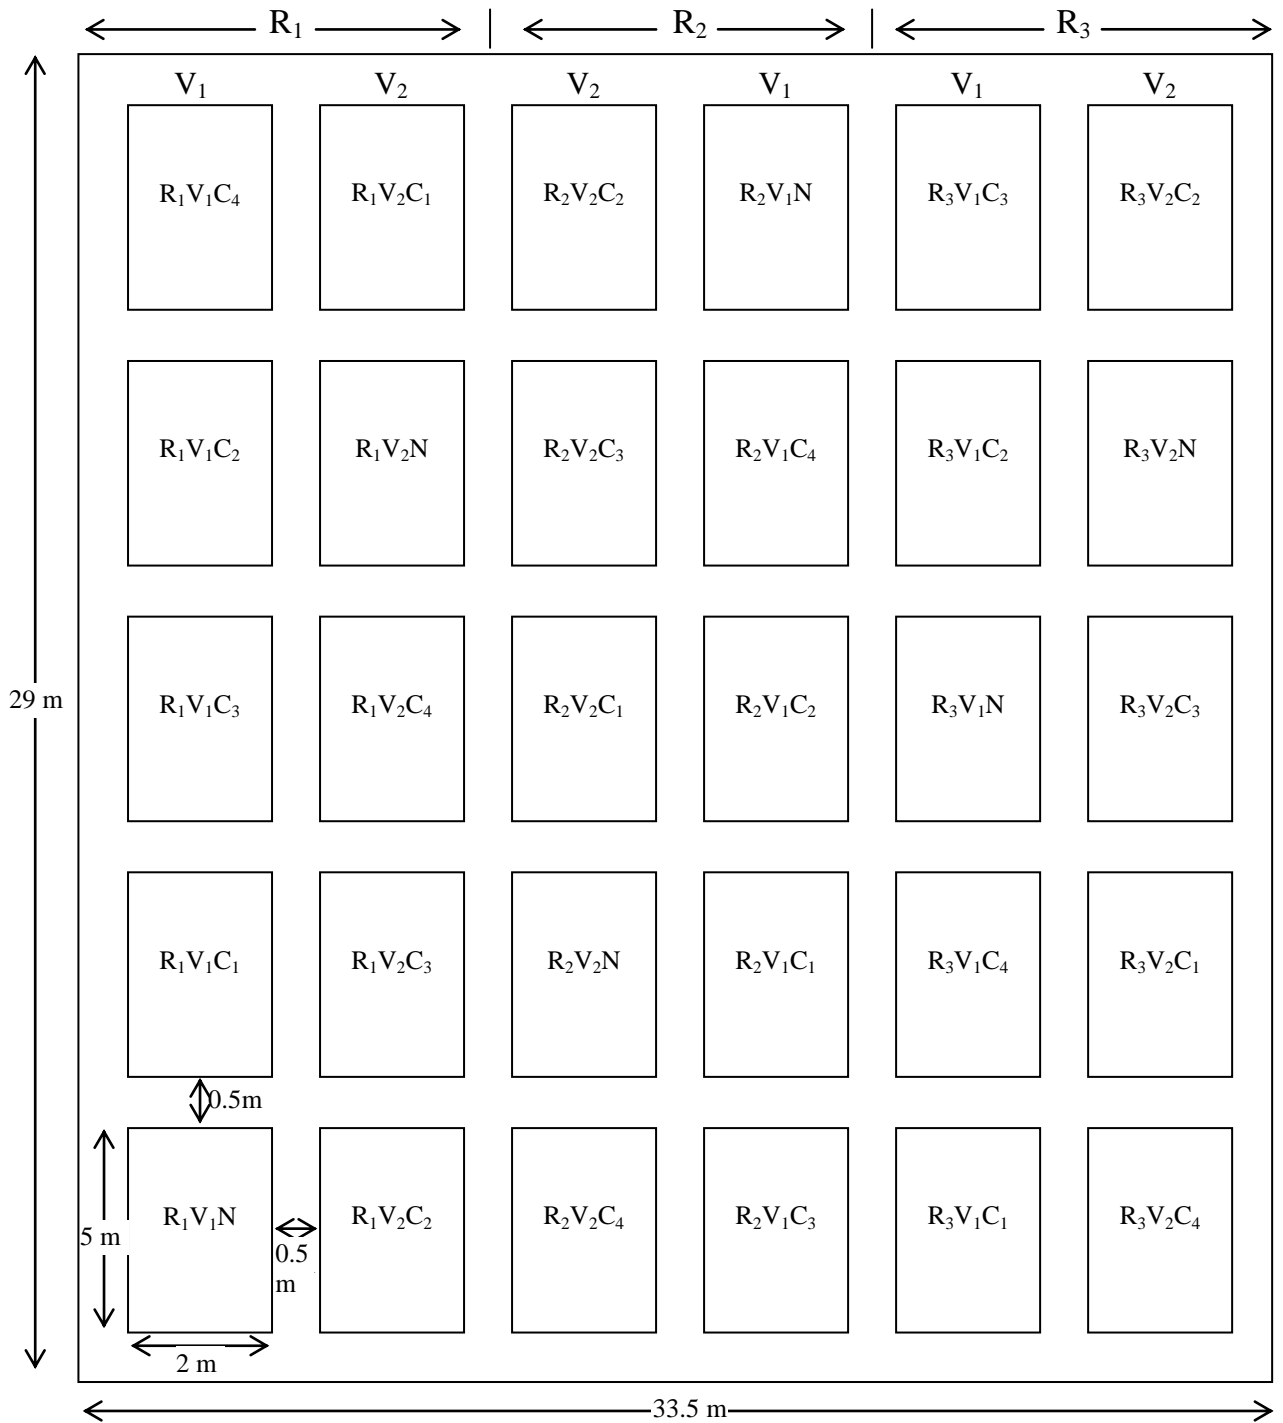 R₁ R₂ R₃
V₁ V₂ V₂ V₁ V₁ V₂
R₁V₁C₄ R₁V₂C₁ R₂V₂C₂ R₂V₁N R₃V₁C₃ R₃V₂C₂
R₁V₁C₂ R₁V₂N R₂V₂C₃ R₂V₁C₄ R₃V₁C₂ R₃V₂N
29 m R₁V₁C₃ R₁V₂C₄ R₂V₂C₁ R₂V₁C₂ R₃V₁N R₃V₂C₃
R₁V₁C₁ R₁V₂C₃ R₂V₂N R₂V₁C₁ R₃V₁C₄ R₃V₂C₁
0.5m
R₁V₁N R₁V₂C₂ R₂V₂C₄ R₂V₁C₃ R₃V₁C₁ R₃V₂C₄
5 m
0.5
m
2 m
33.5 m